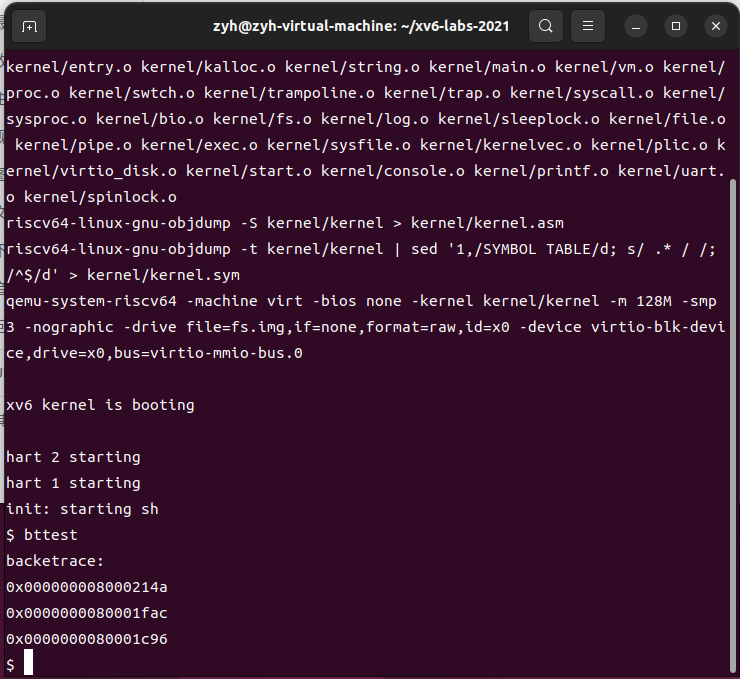 zyh@zyh-virtual-machine: ~/xv6-labs-2021
kernel/entry.o kernel/kalloc.o kernel/string.o kernel/main.o kernel/vm.o kernel/
proc.o kernel/swtch.o kernel/trampoline.o kernel/trap.o kernel/syscall.o kernel/
sysproc.o kernel/bio.o kernel/fs.o kernel/log.o kernel/sleeplock.o kernel/file.o
 kernel/pipe.o kernel/exec.o kernel/sysfile.o kernel/kernelvec.o kernel/plic.o k
ernel/virtio_disk.o kernel/start.o kernel/console.o kernel/printf.o kernel/uart.
o kernel/spinlock.o
riscv64-linux-gnu-objdump -S kernel/kernel > kernel/kernel.asm
riscv64-linux-gnu-objdump -t kernel/kernel | sed '1,/SYMBOL TABLE/d; s/ .* / /;
/^$/d' > kernel/kernel.sym
qemu-system-riscv64 -machine virt -bios none -kernel kernel/kernel -m 128M -smp
3 -nographic -drive file=fs.img,if=none,format=raw,id=x0 -device virtio-blk-devi
ce,drive=x0,bus=virtio-mmio-bus.0
xv6 kernel is booting
hart 2 starting
hart 1 starting
init: starting sh
$ bttest
backetrace:
0x000000008000214a
0x0000000080001fac
0x0000000080001c96
$